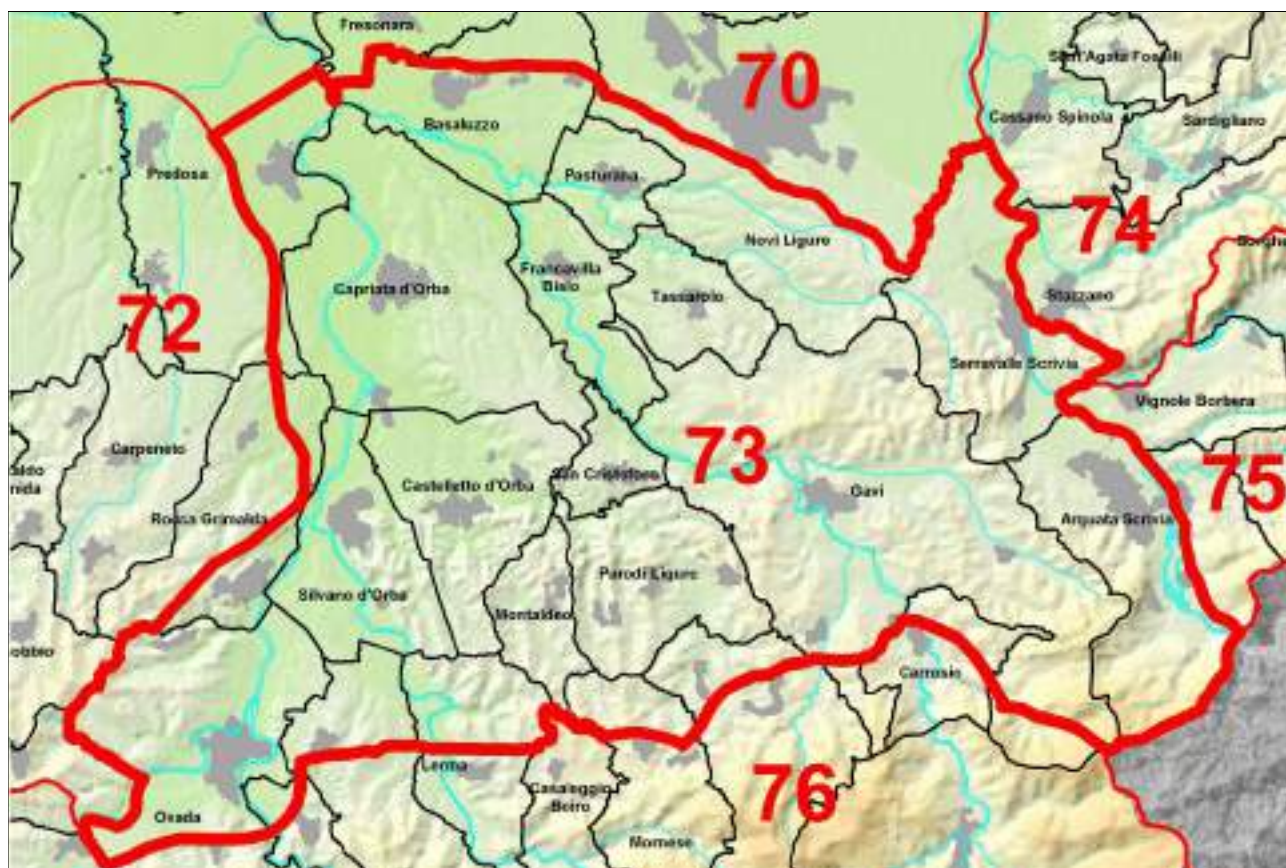 Fresonara
70
Sant'Agata Fossili
Cassano Spinola
Basaluzzo
Sardigliano
Predosa
Pasturana
74
Novi Ligure
Francavilla
Bisio
Capriata d'Orba
Tassarolo
Stazzano
72
Serravalle Scrivia
Vignole Borbera
73
Carpeneto
San Cristoforo
75
Castelletto d'Orba
Gavi
Rocca Grimalda
Arquata Scrivia
Parodi Ligure
Silvano d'Orba
Montaldeo
Carrosio
Lerma
76
Casaleggio
Boiro
Ovada
Mornese